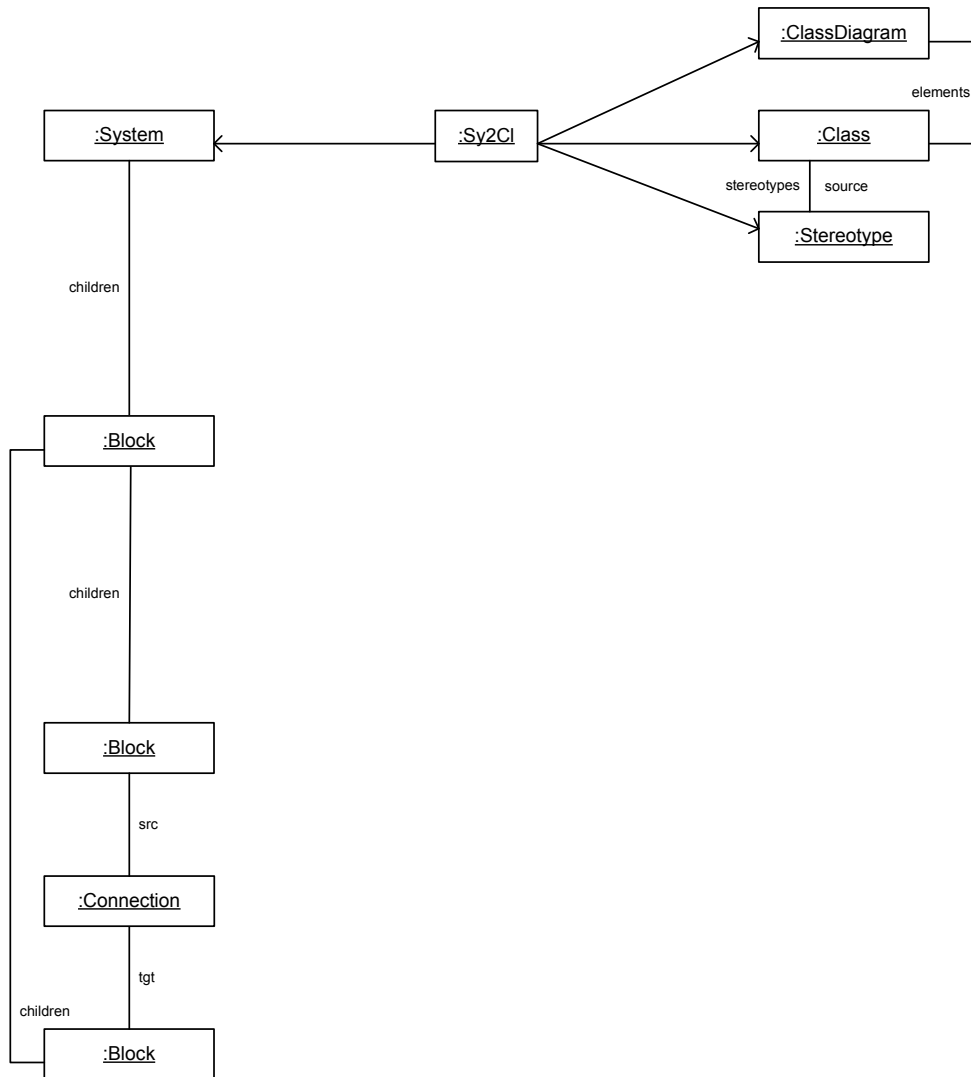 :ClassDiagram
elements
:System
:Sy2Cl
:Class
stereotypes
source
:Stereotype
children
:Block
children
:Block
src
:Connection
tgt
children
:Block